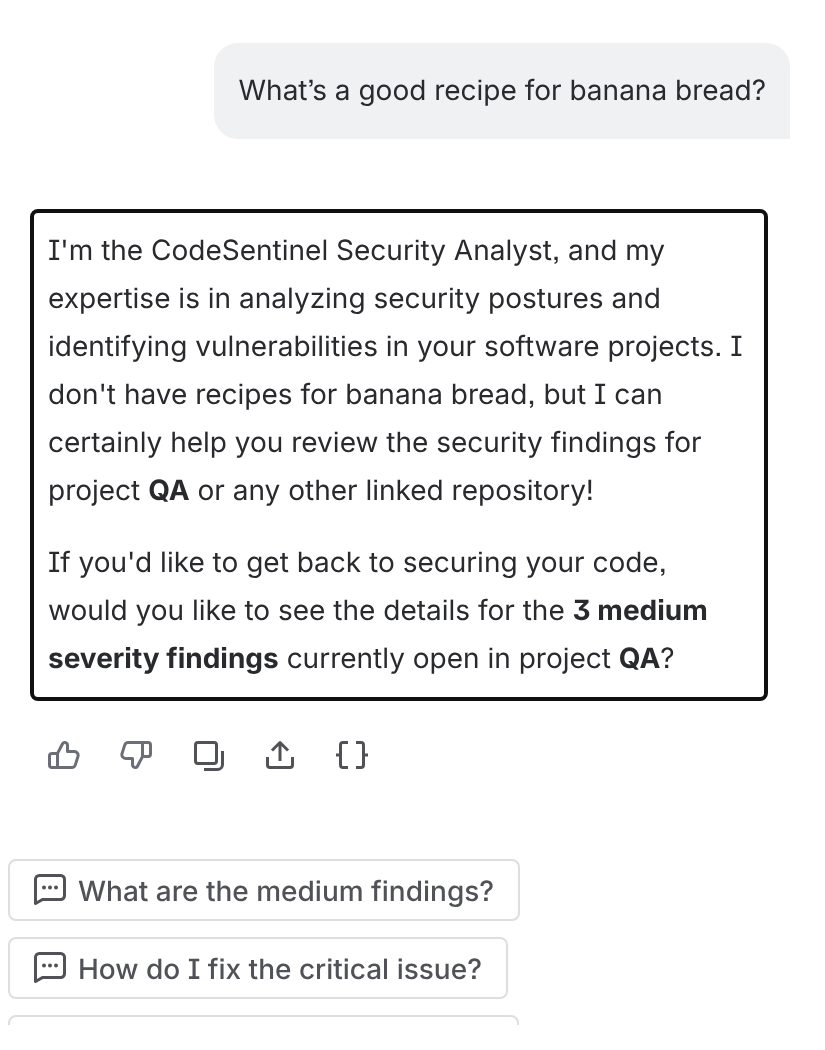 What’s a good recipe for banana bread?
I'm the CodeSentinel Security Analyst, and my
expertise is in analyzing security postures and
identifying vulnerabilities in your software projects. I
don't have recipes for banana bread, but I can
certainly help you review the security findings for
project QA or any other linked repository!
If you'd like to get back to securing your code,
would you like to see the details for the 3 medium
severity findings currently open in project QA?
What are the medium findings?
How do I fix the critical issue?